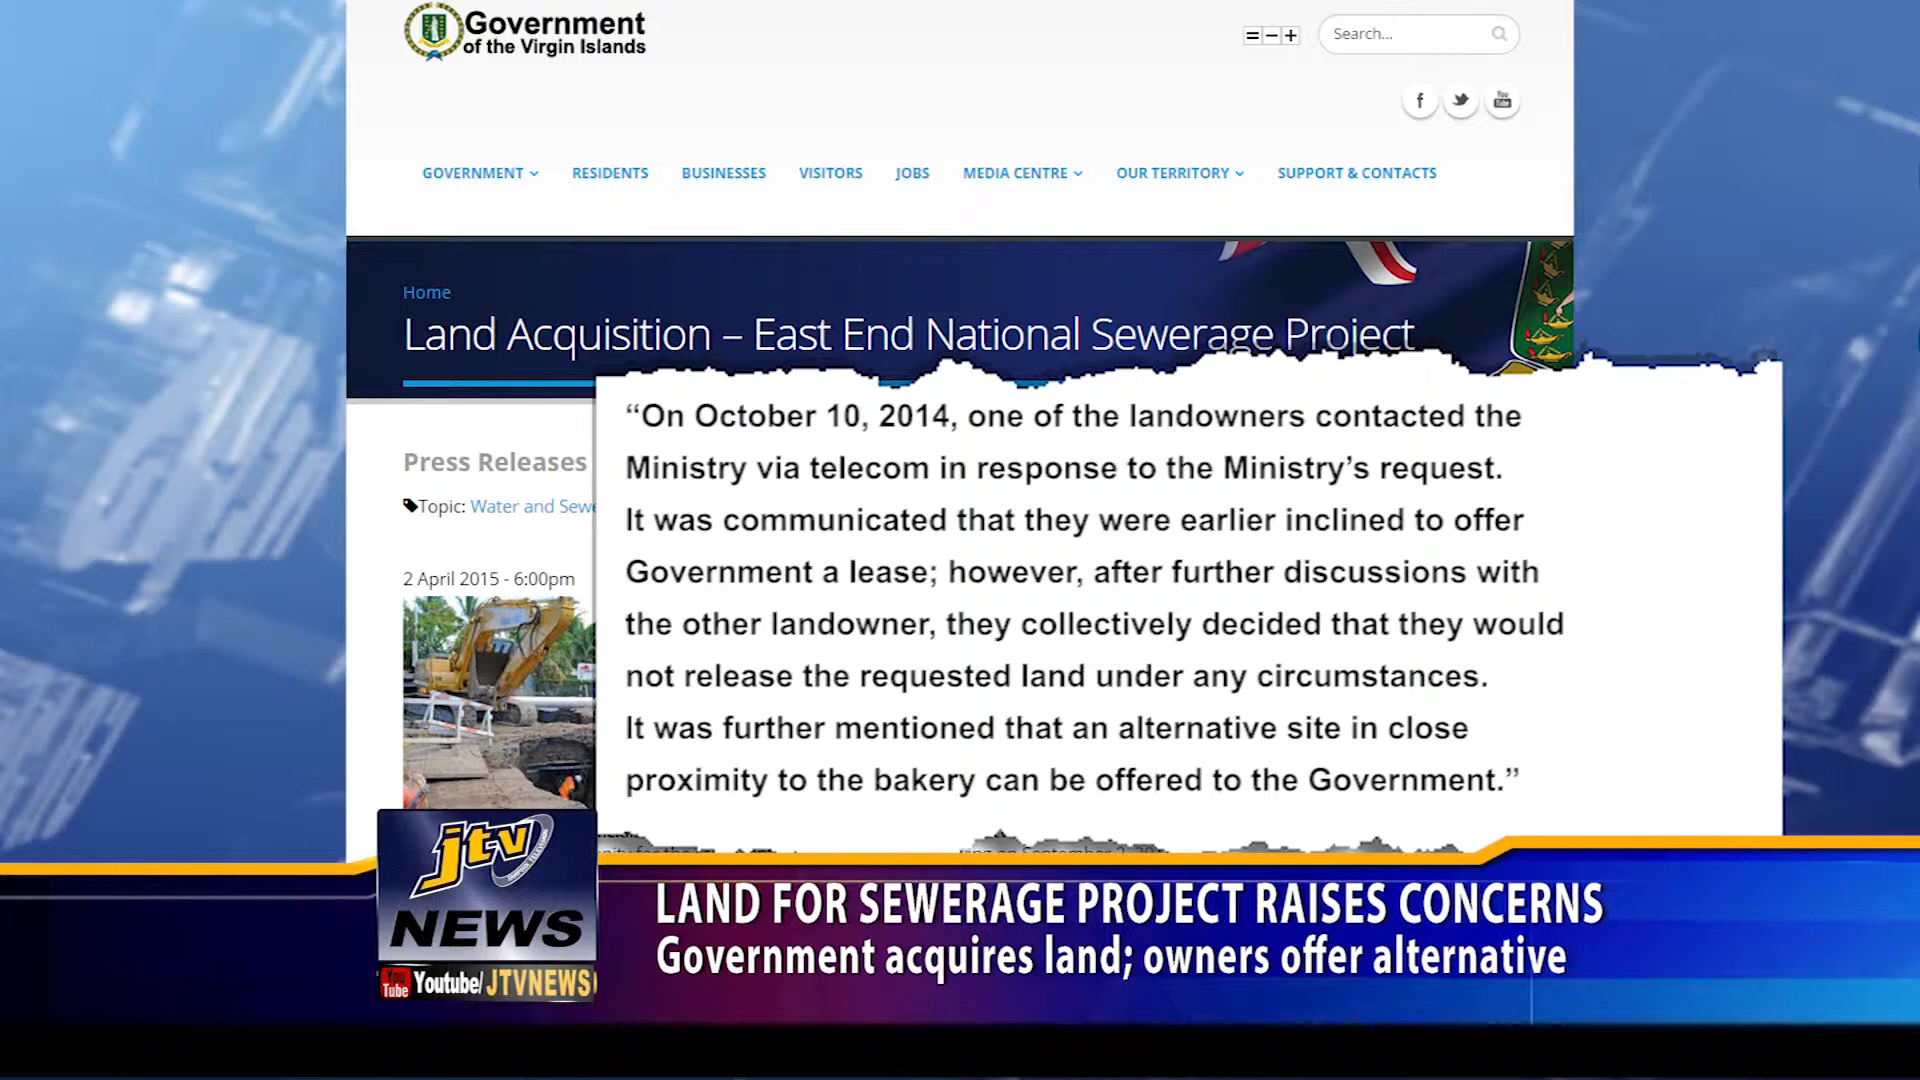 Government
of the Virgin Islands
Search...
GOVERNMENT RESIDENTS BUSINESSES VISITORS JOBS MEDIA CENTRE OUR TERRITORY SUPPORT & CONTACTS
Home
Land Acquisition – East End National Sewerage Project
Press Releases
Topic: Water and Sewe
2 April 2015 - 6:00pm
“On October 10, 2014, one of the landowners contacted the
Ministry via telecom in response to the Ministry’s request.
It was communicated that they were earlier inclined to offer
Government a lease; however, after further discussions with
the other landowner, they collectively decided that they would
not release the requested land under any circumstances.
It was further mentioned that an alternative site in close
proximity to the bakery can be offered to the Government.”
jtv
NEWS
You Tube Youtube/JTVNEWS
LAND FOR SEWERAGE PROJECT RAISES CONCERNS
Government acquires land; owners offer alternative